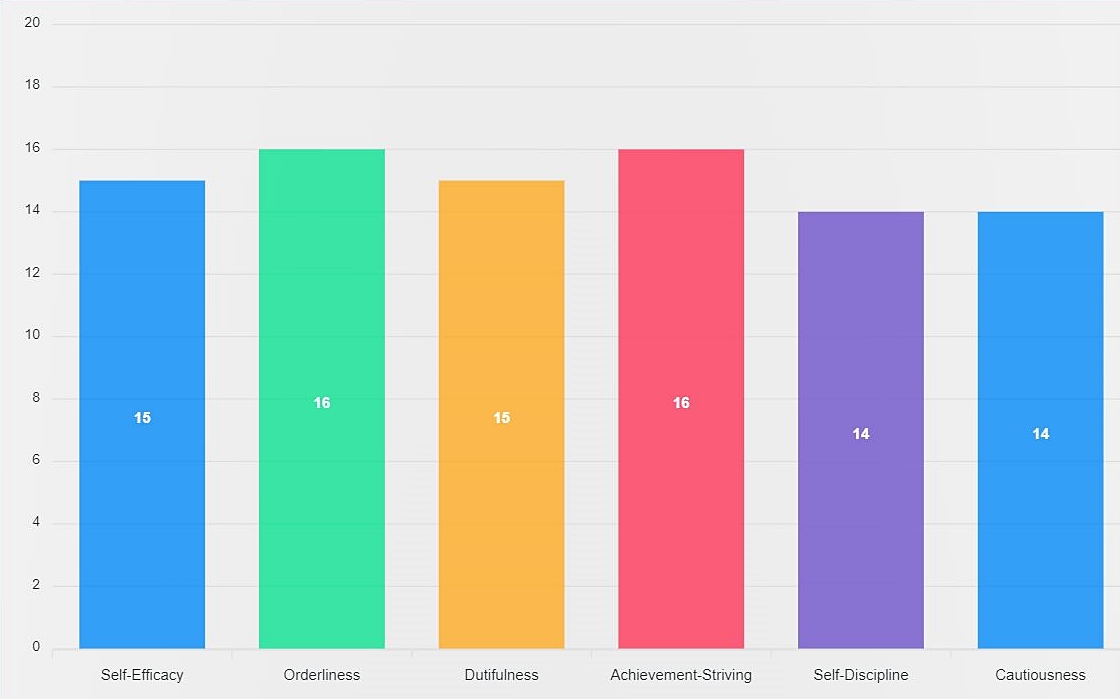 20
18
16
14
12
10
8
6
4
2
0
15
16
15
16
14
14
Self-Efficacy
Orderliness
Dutifulness
Achievement-Striving
Self-Discipline
Cautiousness